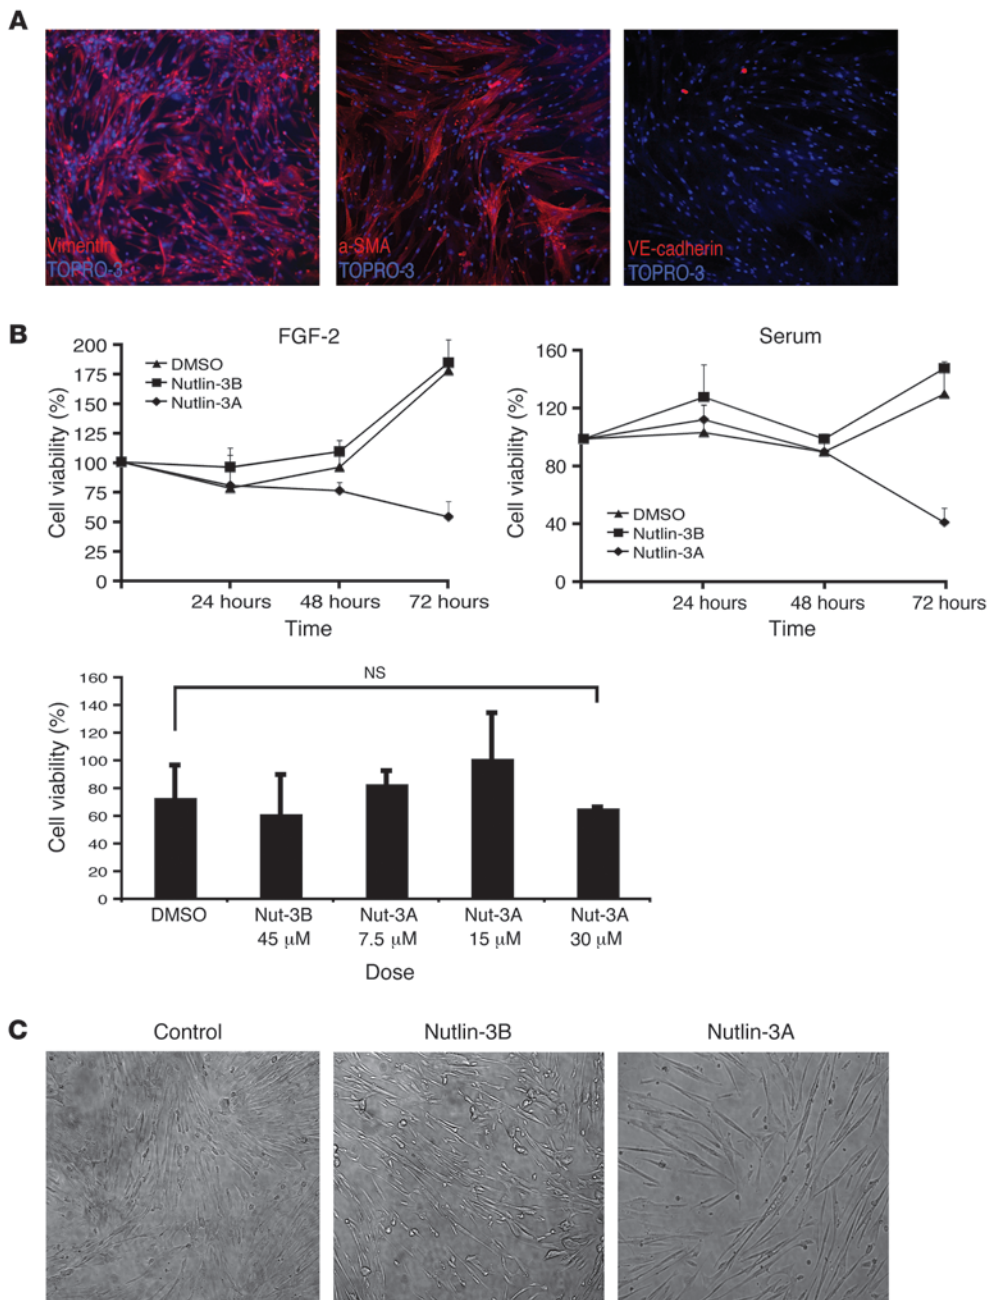 A
Vimentin
TOPRO-3
a-SMA
TOPRO-3
VE-cadherin
TOPRO-3
B
FGF-2
Cell viability (%)
200
175
150
125
100
75
50
25
0
DMSO
Nutlin-3B
Nutlin-3A
24 hours 48 hours 72 hours
Time
Serum
Cell viability (%)
160
120
80
40
0
DMSO
Nutlin-3B
Nutlin-3A
24 hours 48 hours 72 hours
Time
Cell viability (%)
160
140
120
100
80
60
40
20
0
NS
DMSO Nut-3B Nut-3A Nut-3A Nut-3A
45 μM 7.5 μM 15 μM 30 μM
Dose
C
Control Nutlin-3B Nutlin-3A